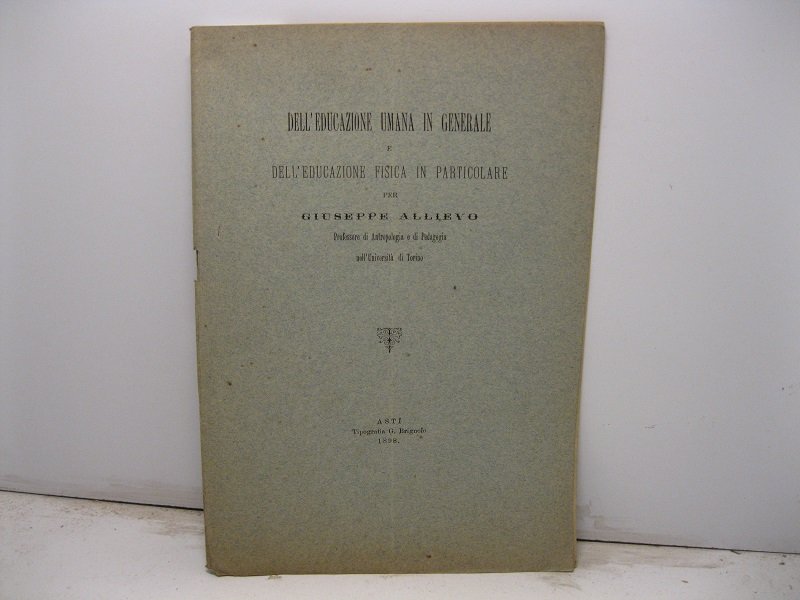 DELL'EDUCAZIONE UMANA IN GENERALE
E
DELL'EDUCAZIONE FISICA IN PARTICOLARE
PER
GIUSEPPE ALLIEVO
Professore di Antropologia e di Pedagogia
nell'Università di Torino
ASTI
Tipografia G. Brignolo
1898.